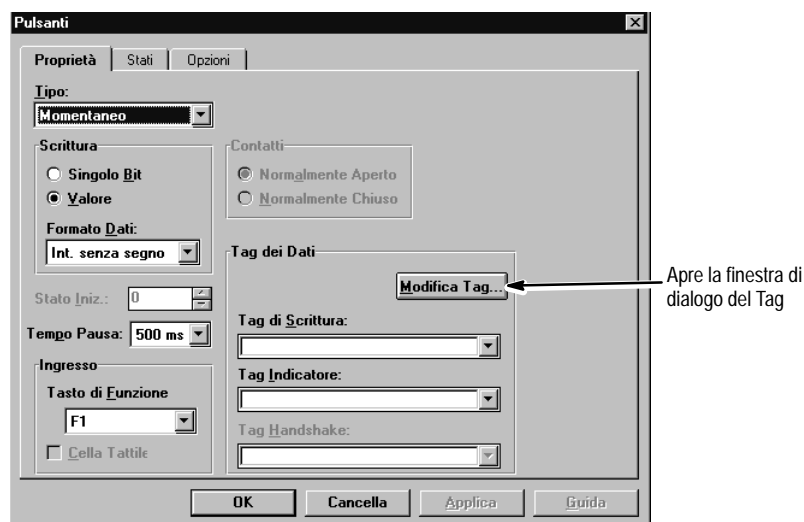 Pulsanti
Proprietà Stati Opzioni
Tipo:
Momentaneo
Scrittura
Singolo Bit
Valore
Formato Dati:
Int. senza segno
Contatti
Normalmente Aperto
Normalmente Chiuso
Stato Iniz.: 0
Tempo Pausa: 500 ms
Ingresso
Tasto di Funzione
F1
Cella Tattile
Tag dei Dati
Modifica Tag...
Tag di Scrittura:
Tag Indicatore:
Tag Handshake:
Apre la finestra di
dialogo del Tag
OK Cancella Applica Guida